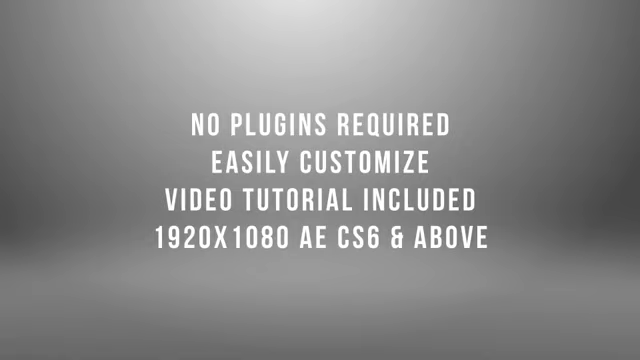 NO PLUGINS REQUIRED
EASILY CUSTOMIZE
VIDEO TUTORIAL INCLUDED
1920X1080 AE CS6 & ABOVE